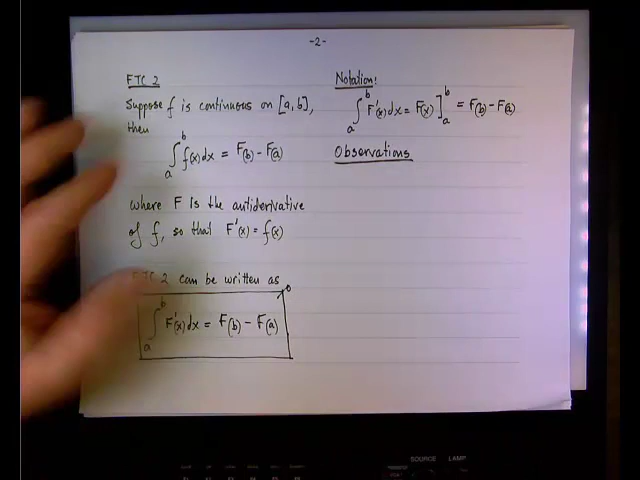 -2-
FTC 2
Suppose f is continuous on [a, b],
then
∫_a^b f(x)dx = F(b) - F(a)
where F is the antiderivative
of f, so that F'(x) = f(x)
2 can be written as
∫_a^b F'(x)dx = F(b) - F(a)
Notation:
∫_a^b F'(x)dx = F(x)]_a^b = F(b) - F(a)
Observations
SOURCE LAMP